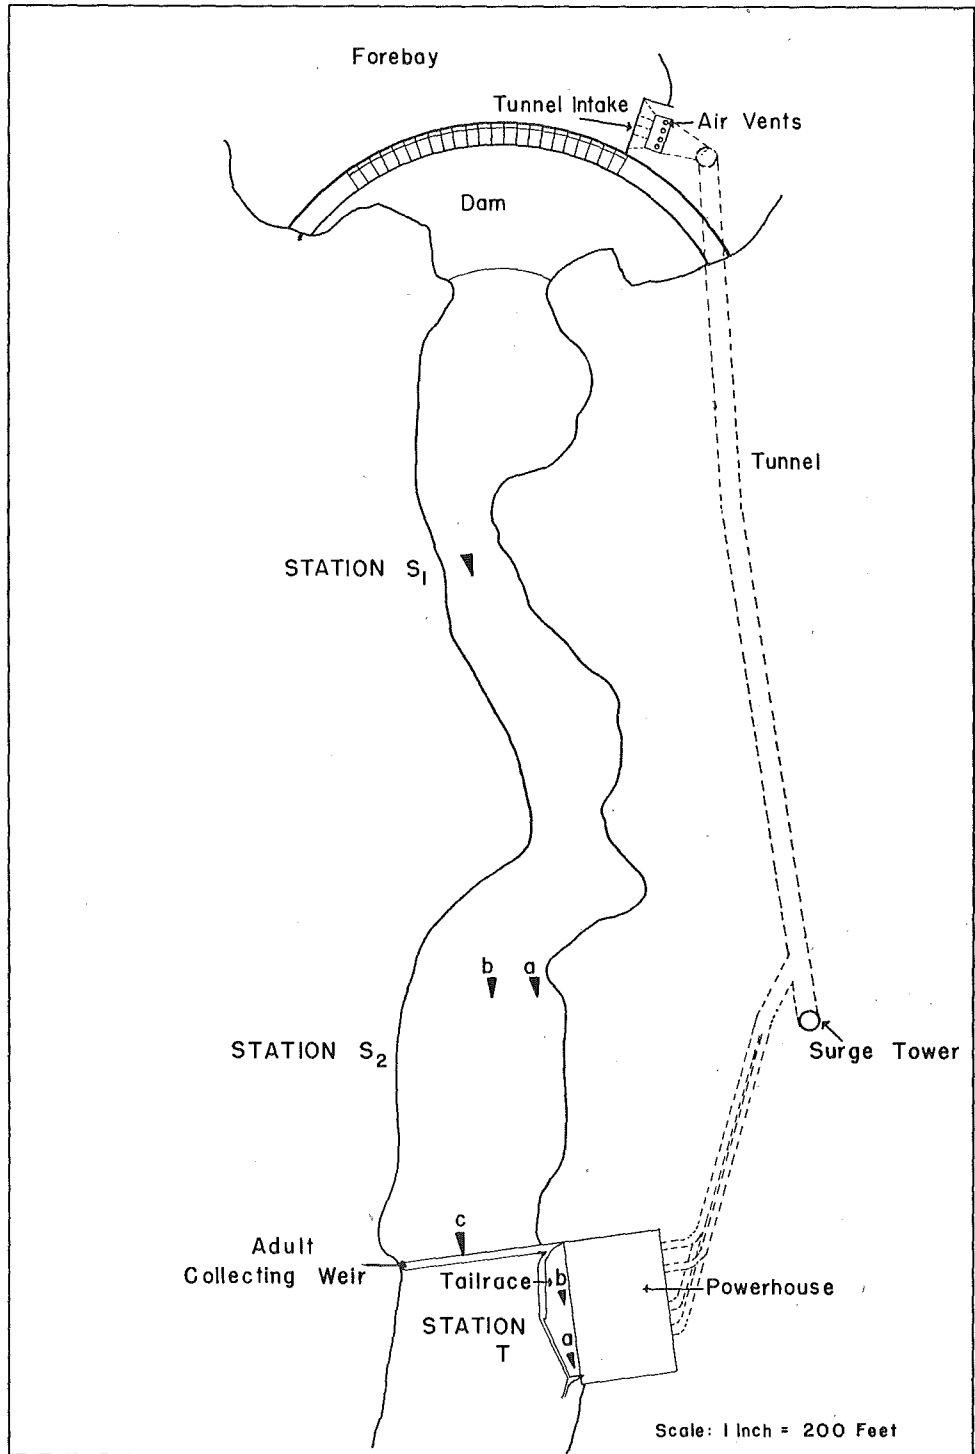 Forebay
Tunnel Intake
Air Vents
Dam
Tunnel
STATION S₁
b
a
STATION S₂
Surge Tower
c
Adult
Collecting Weir
Tailrace
b
Powerhouse
STATION
T
a
Scale: 1 Inch = 200 Feet